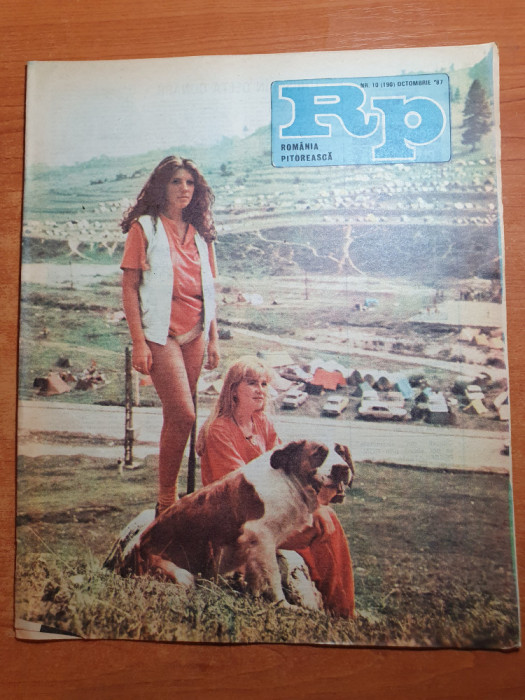 NR. 10 (190) OCTOMBRIE '87
Rp
ROMÂNIA
PITOREASCĂ